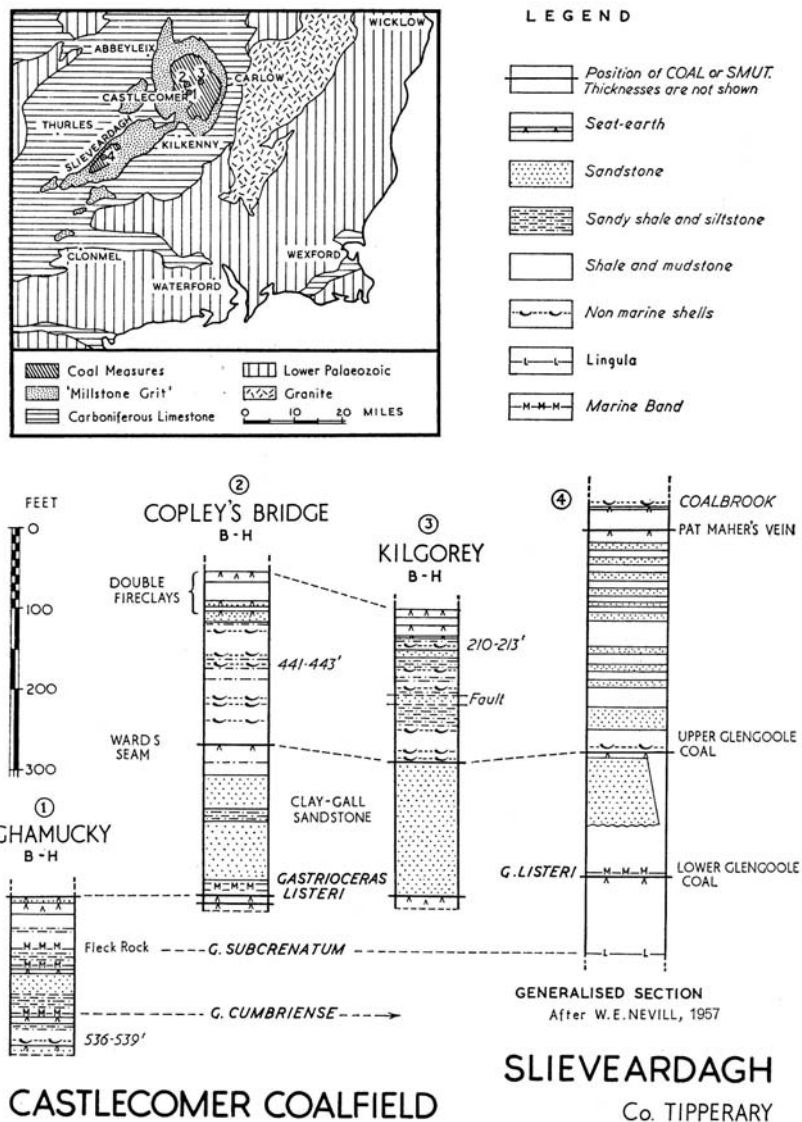 WICKLOW
ABBEYLEIX
2 3
CARLOW
CASTLECOMER 1
THURLES
SLIEVEARDAGH
KILKENNY
4
CLONMEL
WEXFORD
WATERFORD
Coal Measures
Lower Palaeozoic
'Millstone Grit'
Granite
Carboniferous Limestone
0 10 20 MILES
LEGEND
Position of COAL or SMUT.
Thicknesses are not shown
Seat-earth
Sandstone
Sandy shale and siltstone
Shale and mudstone
Non marine shells
L L Lingula
M M M Marine Band
FEET
0
100
200
300
1
GHAMUCKY
B-H
M M M
M M M
M M M
536-539'
2
COPLEY'S BRIDGE
B-H
DOUBLE
FIRECLAYS
441-443'
WARDS
SEAM
CLAY-GALL
SANDSTONE
M M M
GASTRIOCERAS
LISTERI
Fleck Rock
G. SUBCRENATUM
G. CUMBRIENSE
3
KILGOREY
B-H
210-213'
Fault
4
COALBROOK
PAT MAHER'S VEIN
UPPER GLENGOOLE
COAL
G. LISTERI
M M M
LOWER GLENGOOLE
COAL
L L
GENERALISED SECTION
After W.E.NEVILL, 1957
CASTLECOMER COALFIELD
SLIEVEARDAGH
Co. TIPPERARY